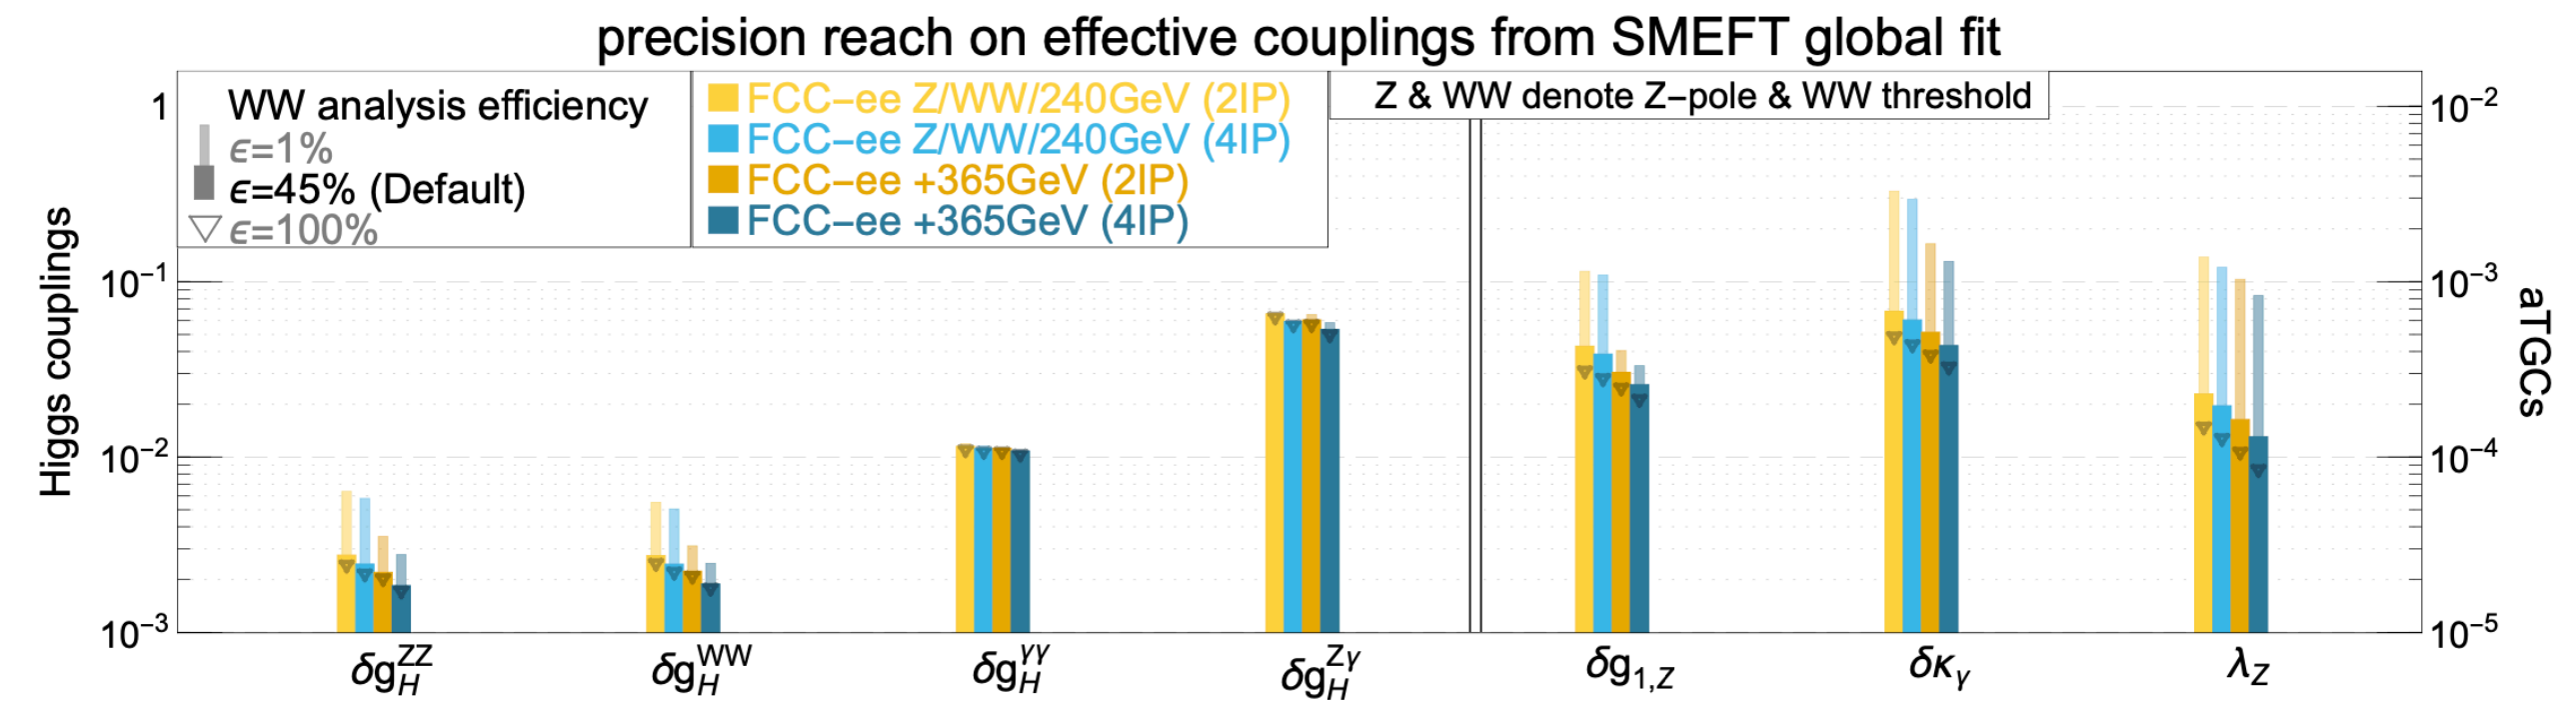 precision reach on effective couplings from SMEFT global fit
WW analysis efficiency
ϵ=1%
ϵ=45% (Default)
ϵ=100%
FCC−ee Z/WW/240GeV (2IP)
FCC−ee Z/WW/240GeV (4IP)
FCC−ee +365GeV (2IP)
FCC−ee +365GeV (4IP)
Z & WW denote Z−pole & WW threshold
Higgs couplings
1
10⁻¹
10⁻²
10⁻³
10⁻²
10⁻³
10⁻⁴
10⁻⁵
aTGCs
δg_H^ZZ
δg_H^WW
δg_H^γγ
δg_H^Zγ
δg_1,Z
δκ_γ
λ_Z